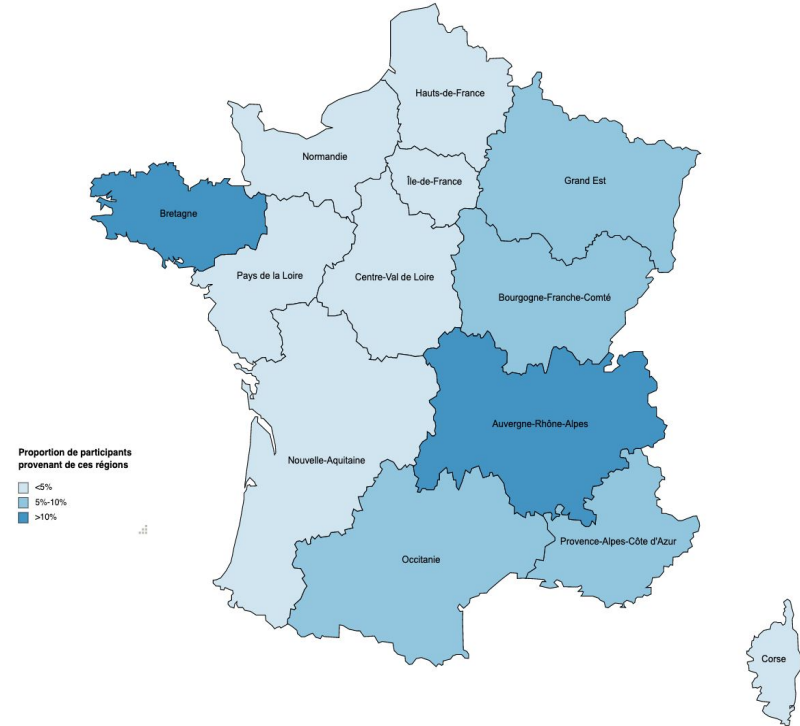 Hauts-de-France
Normandie
Île-de-France
Grand Est
Bretagne
Pays de la Loire
Centre-Val de Loire
Bourgogne-Franche-Comté
Auvergne-Rhône-Alpes
Nouvelle-Aquitaine
Proportion de participants
provenant de ces régions
<5%
5%-10%
>10%
Occitanie
Provence-Alpes-Côte d'Azur
Corse